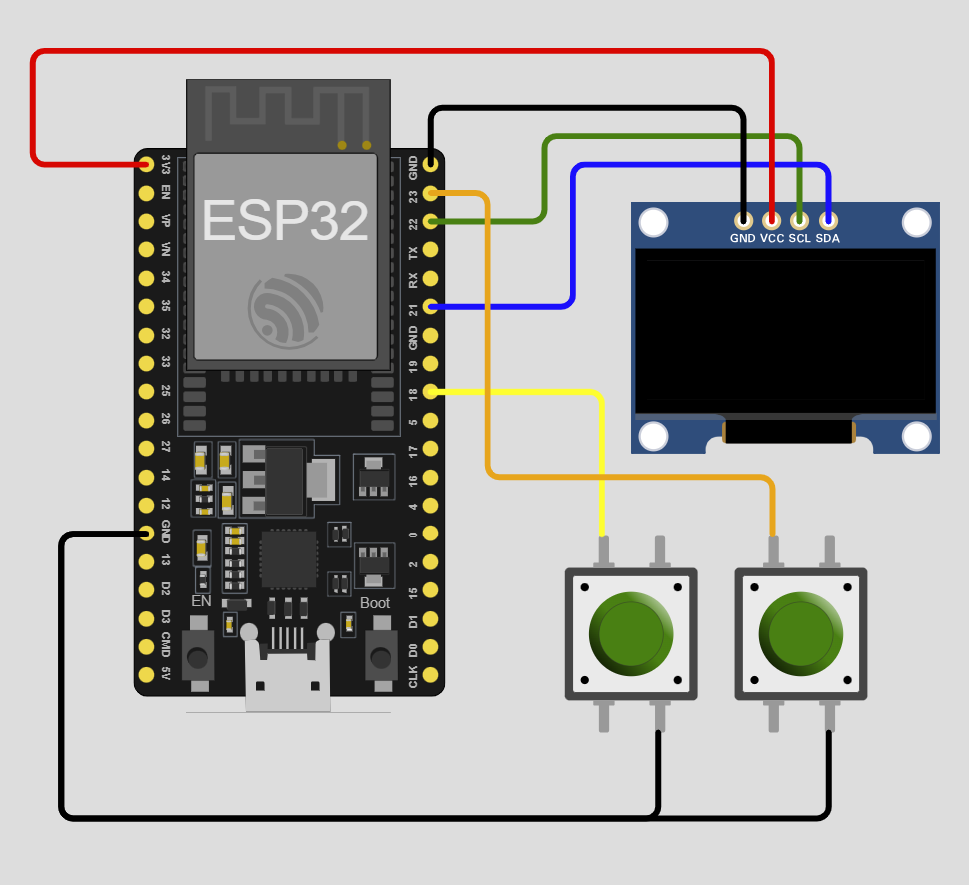 ESP32
3V3
EN
VP
VN
34
35
32
33
25
26
27
14
12
GND
13
D2
D3
CMD
5V
GND
23
22
TX
RX
21
GND
19
18
5
17
16
4
0
2
15
D1
D0
CLK
EN
Boot
GND VCC SCL SDA